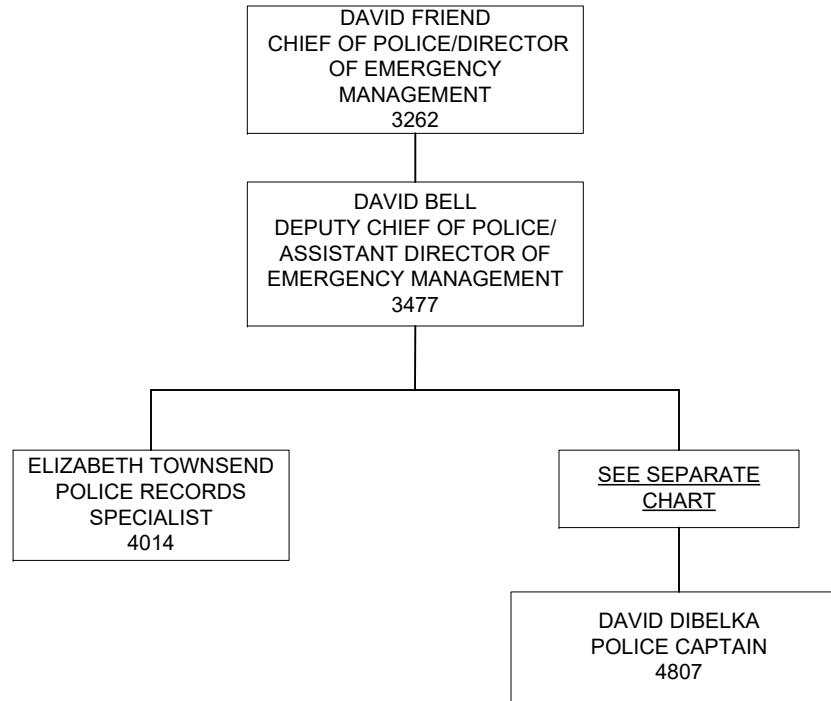 DAVID FRIEND
CHIEF OF POLICE/DIRECTOR
OF EMERGENCY
MANAGEMENT
3262
DAVID BELL
DEPUTY CHIEF OF POLICE/
ASSISTANT DIRECTOR OF
EMERGENCY MANAGEMENT
3477
ELIZABETH TOWNSEND
POLICE RECORDS
SPECIALIST
4014
SEE SEPARATE
CHART
DAVID DIBELKA
POLICE CAPTAIN
4807